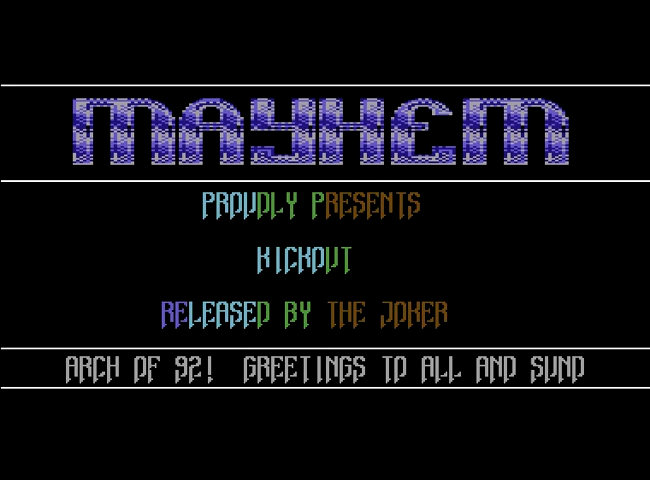 MAYHEM
PROUDLY PRESENTS
KICKOUT
RELEASED BY THE JOKER
ARCH OF 92!  GREETINGS TO ALL AND SUND